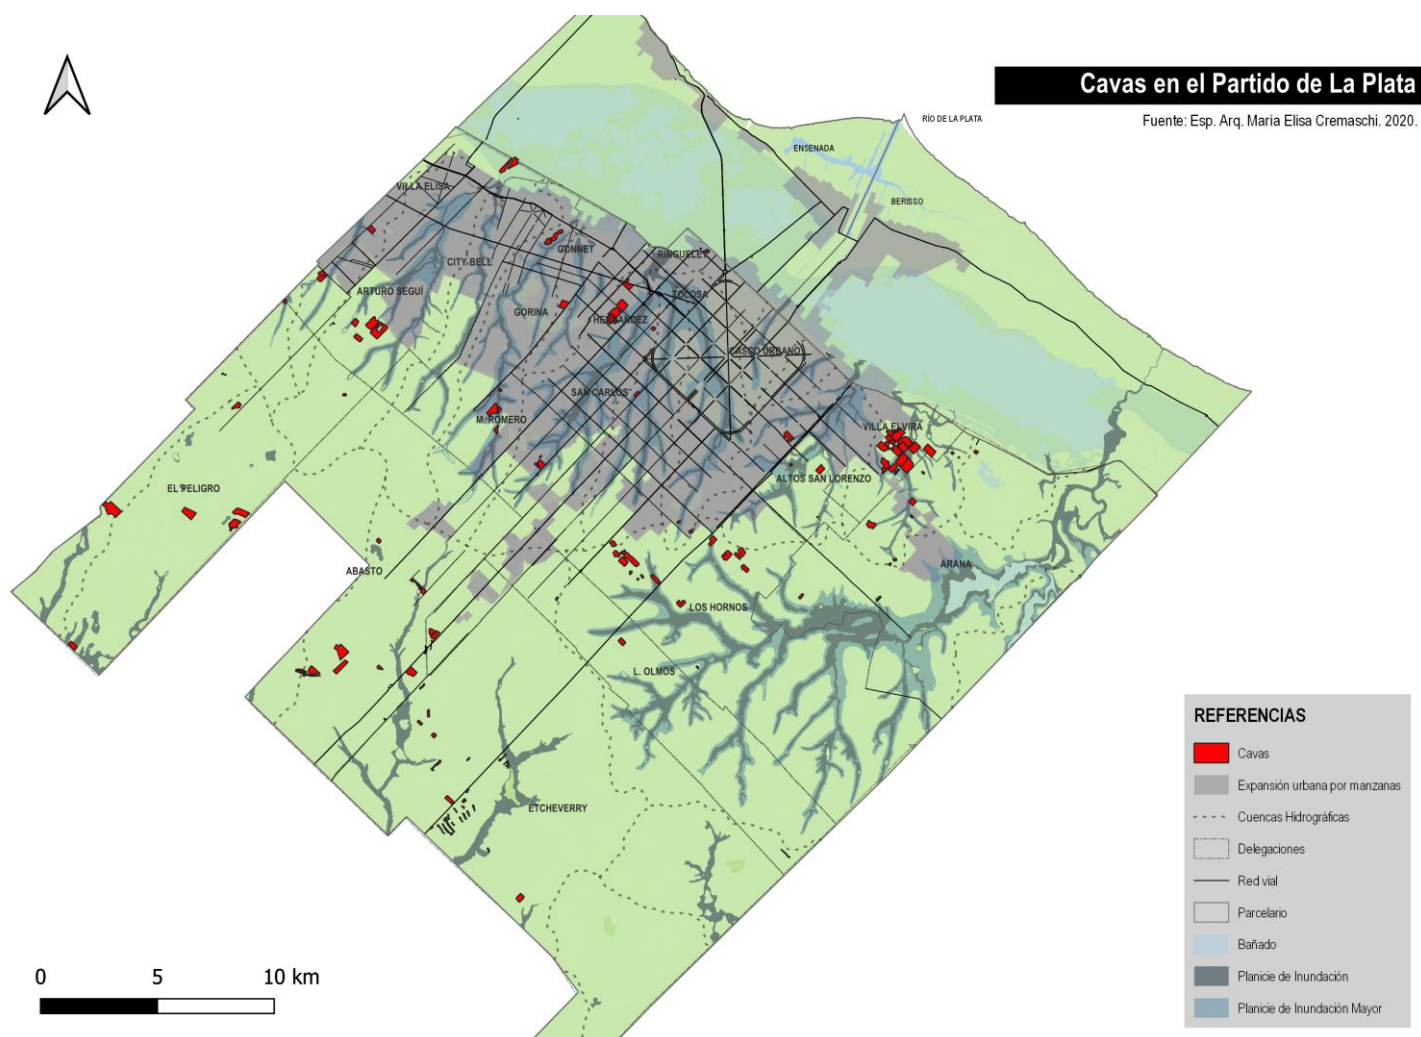 Cavas en el Partido de La Plata
Fuente: Esp. Arq. María Elisa Cremaschi. 2020.
RÍO DE LA PLATA
ENSENADA
BERISSO
VILLA ELISA
GONNET
RINGUELET
CITY BELL
ARTURO SEGUÍ
TOLOSA
GORINA
HERNANDEZ
CASCO URBANO
SAN CARLOS
M. ROMERO
VILLA ELVIRA
ALTOS SAN LORENZO
EL PELIGRO
ABASTO
ARANA
LOS HORNOS
L. OLMOS
ETCHEVERRY
REFERENCIAS
Cavas
Expansión urbana por manzanas
Cuencas Hidrográficas
Delegaciones
Red vial
Parcelario
Bañado
Planicie de Inundación
Planicie de Inundación Mayor
0 5 10 km